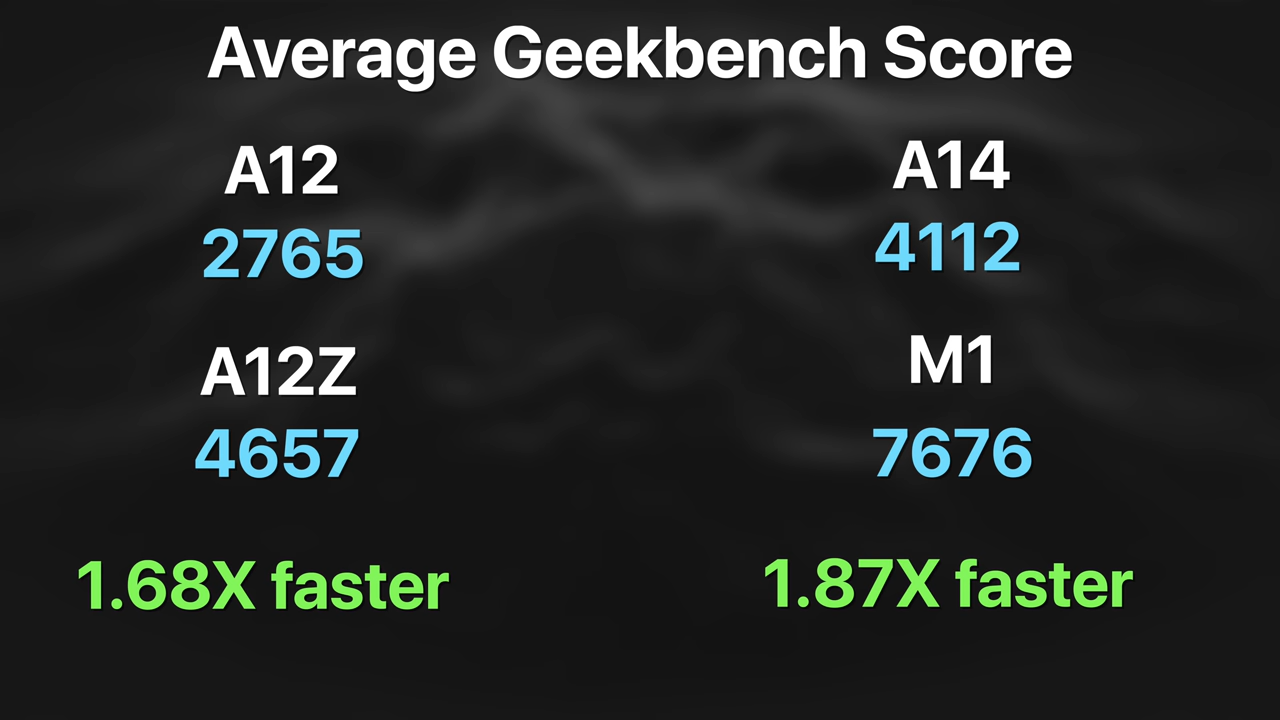 Average Geekbench Score
A12
2765
A12Z
4657
1.68X faster
A14
4112
M1
7676
1.87X faster